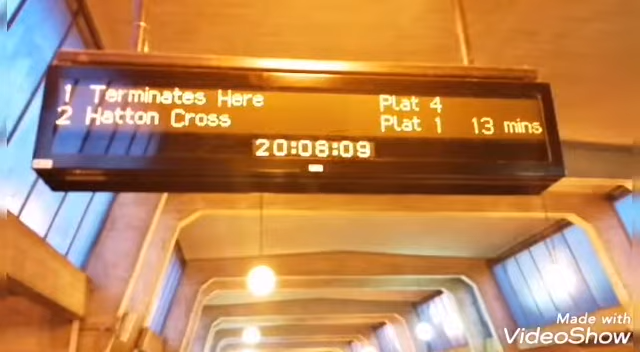 1 Terminates Here Plat 4
2 Hatton Cross Plat 1 13 mins
20:08:09
Made with
VideoShow